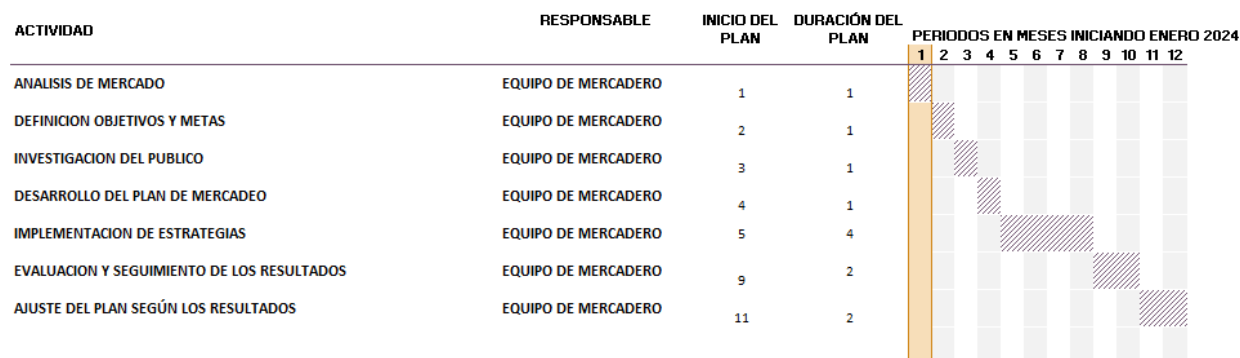 ACTIVIDAD RESPONSABLE INICIO DEL PLAN DURACIÓN DEL PLAN PERIODOS EN MESES INICIANDO ENERO 2024
1 2 3 4 5 6 7 8 9 10 11 12
ANALISIS DE MERCADO EQUIPO DE MERCADERO 1 1
DEFINICION OBJETIVOS Y METAS EQUIPO DE MERCADERO 2 1
INVESTIGACION DEL PUBLICO EQUIPO DE MERCADERO 3 1
DESARROLLO DEL PLAN DE MERCADEO EQUIPO DE MERCADERO 4 1
IMPLEMENTACION DE ESTRATEGIAS EQUIPO DE MERCADERO 5 4
EVALUACION Y SEGUIMIENTO DE LOS RESULTADOS EQUIPO DE MERCADERO 9 2
AJUSTE DEL PLAN SEGÚN LOS RESULTADOS EQUIPO DE MERCADERO 11 2